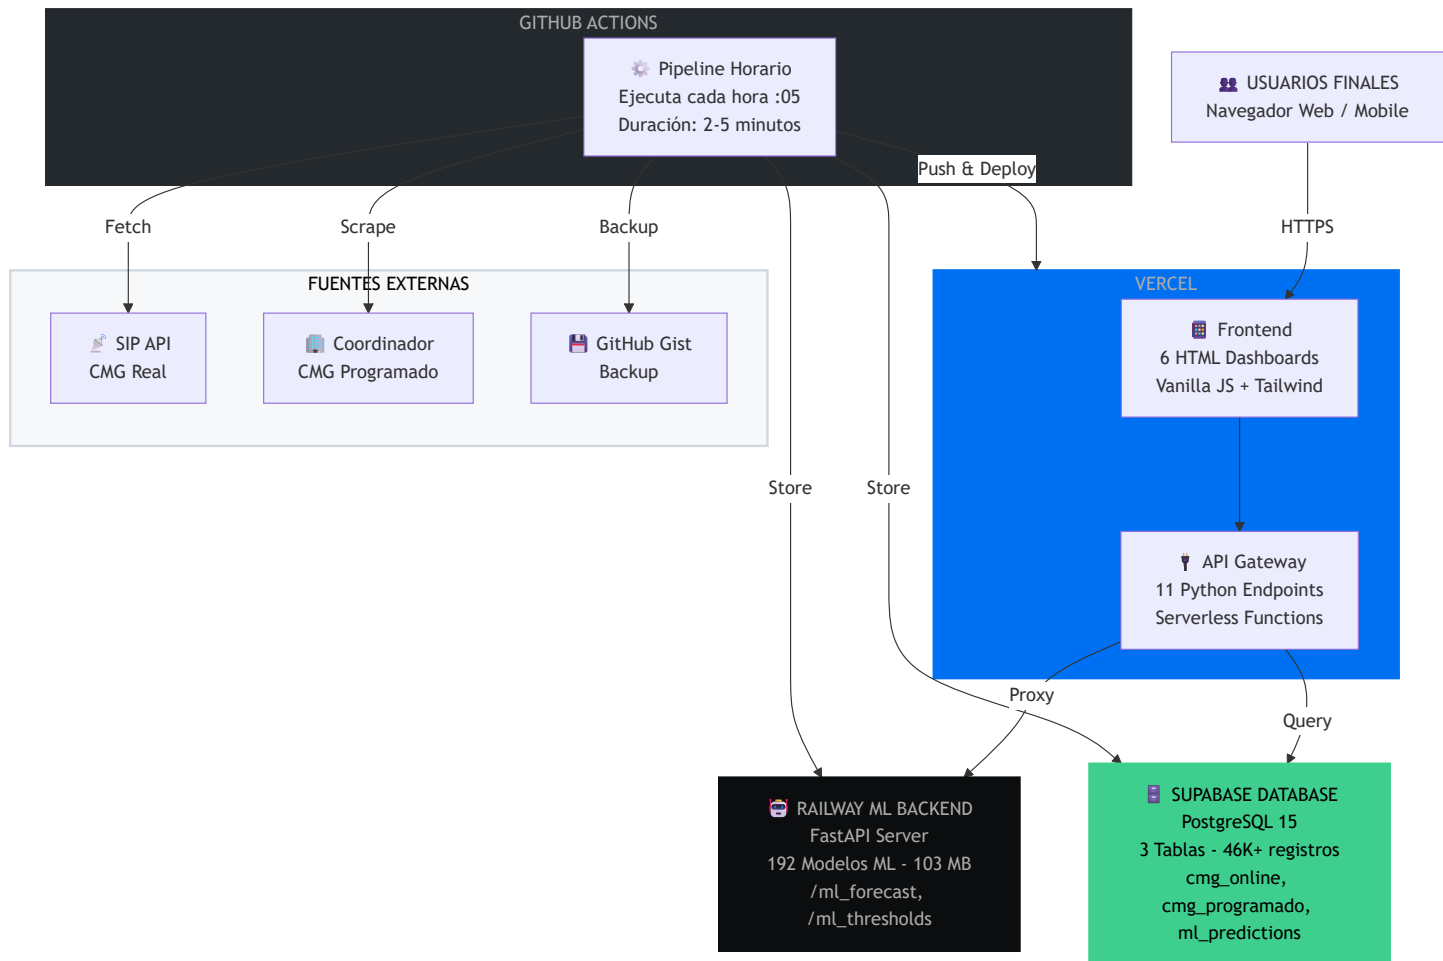 GITHUB ACTIONS
Pipeline Horario
Ejecuta cada hora :05
Duración: 2-5 minutos
USUARIOS FINALES
Navegador Web / Mobile
Push & Deploy
Fetch
Scrape
Backup
HTTPS
FUENTES EXTERNAS
SIP API
CMG Real
Coordinador
CMG Programado
GitHub Gist
Backup
VERCEL
Frontend
6 HTML Dashboards
Vanilla JS + Tailwind
Store
Store
API Gateway
11 Python Endpoints
Serverless Functions
Proxy
Query
RAILWAY ML BACKEND
FastAPI Server
192 Modelos ML - 103 MB
/ml_forecast,
/ml_thresholds
SUPABASE DATABASE
PostgreSQL 15
3 Tablas - 46K+ registros
cmg_online,
cmg_programado,
ml_predictions